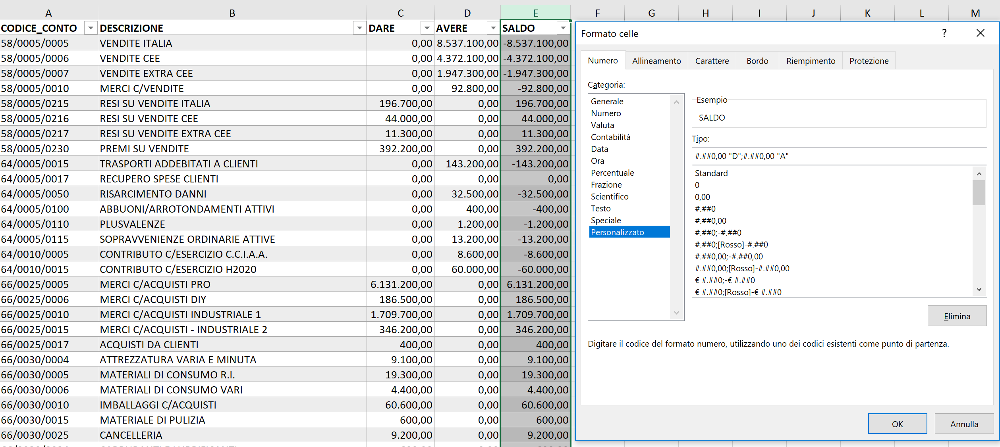 A B C D E F G H I J K L M
CODICE_CONTO DESCRIZIONE DARE AVERE SALDO
58/0005/0005 VENDITE ITALIA 0,00 8.537.100,00 -8.537.100,00
58/0005/0006 VENDITE CEE 0,00 4.372.100,00 -4.372.100,00
58/0005/0007 VENDITE EXTRA CEE 0,00 1.947.300,00 -1.947.300,00
58/0005/0010 MERCI C/VENDITE 0,00 92.800,00 -92.800,00
58/0005/0215 RESI SU VENDITE ITALIA 196.700,00 0,00 196.700,00
58/0005/0216 RESI SU VENDITE CEE 44.000,00 0,00 44.000,00
58/0005/0217 RESI SU VENDITE EXTRA CEE 11.300,00 0,00 11.300,00
58/0005/0230 PREMI SU VENDITE 392.200,00 0,00 392.200,00
64/0005/0015 TRASPORTI ADDEBITATI A CLIENTI 0,00 143.200,00 -143.200,00
64/0005/0017 RECUPERO SPESE CLIENTI 0,00 0,00 0,00
64/0005/0050 RISARCIMENTO DANNI 0,00 32.500,00 -32.500,00
64/0005/0100 ABBUONI/ARROTONDAMENTI ATTIVI 0,00 400,00 -400,00
64/0005/0110 PLUSVALENZE 0,00 1.200,00 -1.200,00
64/0005/0115 SOPRAVVENIENZE ORDINARIE ATTIVE 0,00 13.200,00 -13.200,00
64/0010/0005 CONTRIBUTO C/ESERCIZIO C.C.I.A.A. 0,00 8.600,00 -8.600,00
64/0010/0015 CONTRIBUTO C/ESERCIZIO H2020 0,00 60.000,00 -60.000,00
66/0025/0005 MERCI C/ACQUISTI PRO 6.131.200,00 0,00 6.131.200,00
66/0025/0006 MERCI C/ACQUISTI DIY 186.500,00 0,00 186.500,00
66/0025/0010 MERCI C/ACQUISTI INDUSTRIALE 1 1.709.700,00 0,00 1.709.700,00
66/0025/0015 MERCI C/ACQUISTI - INDUSTRIALE 2 346.200,00 0,00 346.200,00
66/0025/0017 ACQUISTI DA CLIENTI 400,00 0,00 400,00
66/0030/0004 ATTREZZATURA VARIA E MINUTA 9.100,00 0,00 9.100,00
66/0030/0005 MATERIALI DI CONSUMO R.I. 19.300,00 0,00 19.300,00
66/0030/0006 MATERIALI DI CONSUMO VARI 4.400,00 0,00 4.400,00
66/0030/0010 IMBALLAGGI C/ACQUISTI 60.600,00 0,00 60.600,00
66/0030/0015 MATERIALE DI PULIZIA 600,00 0,00 600,00
66/0030/0025 CANCELLERIA 9.200,00 0,00 9.200,00
Formato celle ?
Numero Allineamento Carattere Bordo Riempimento Protezione
Categoria:
Generale
Numero
Valuta
Contabilità
Data
Ora
Percentuale
Frazione
Scientifico
Testo
Speciale
Personalizzato
Esempio
SALDO
Tipo:
#.##0,00 "D";#.##0,00 "A"
Standard
0
0,00
#.##0
#.##0,00
#.##0;-#.##0
#.##0;[Rosso]-#.##0
#.##0,00;-#.##0,00
#.##0,00;[Rosso]-#.##0,00
€ #.##0;-€ #.##0
€ #.##0;[Rosso]-€ #.##0
Elimina
Digitare il codice del formato numero, utilizzando uno dei codici esistenti come punto di partenza.
OK Annulla